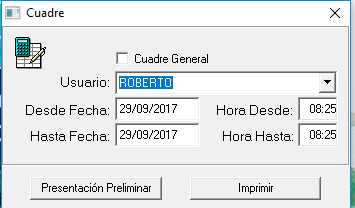 Cuadre
Cuadre General
Usuario: ROBERTO
Desde Fecha: 29/09/2017 Hora Desde: 08:25
Hasta Fecha: 29/09/2017 Hora Hasta: 08:25
Presentación Preliminar Imprimir